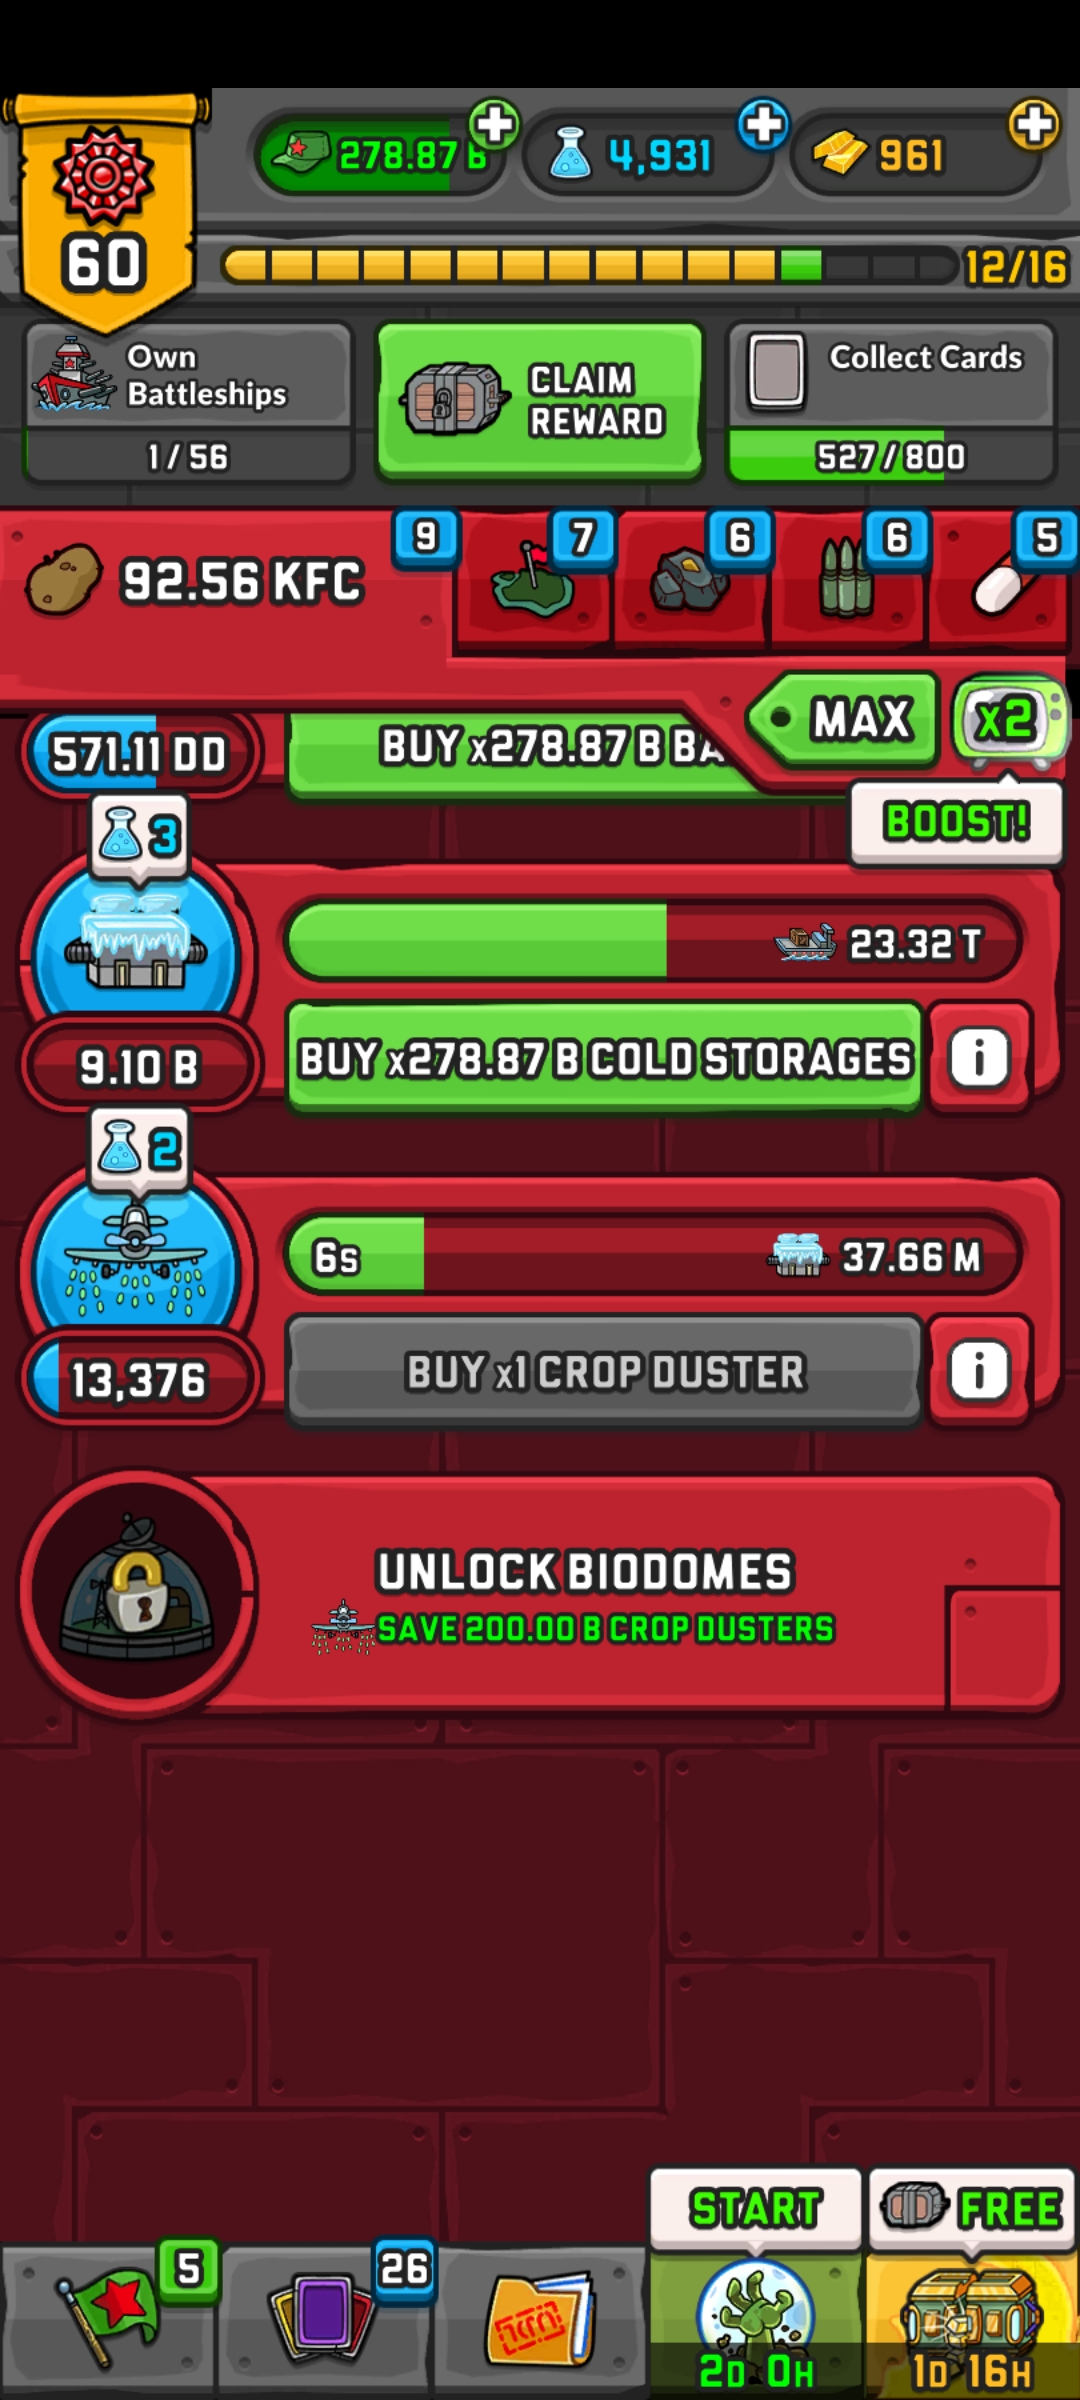 278.87 B
4,931
961
60
12/16
Own
Battleships
1/56
CLAIM
REWARD
Collect Cards
527/800
92.56 KFC
9
7
6
6
5
MAX
x2
BOOST!
571.11 DD
BUY x278.87 B BA
3
23.32 T
9.10 B
BUY x278.87 B COLD STORAGES
i
2
6s
37.66 M
13,376
BUY x1 CROP DUSTER
i
UNLOCK BIODOMES
SAVE 200.00 B CROP DUSTERS
START
FREE
5
26
2D 0H
1D 16H